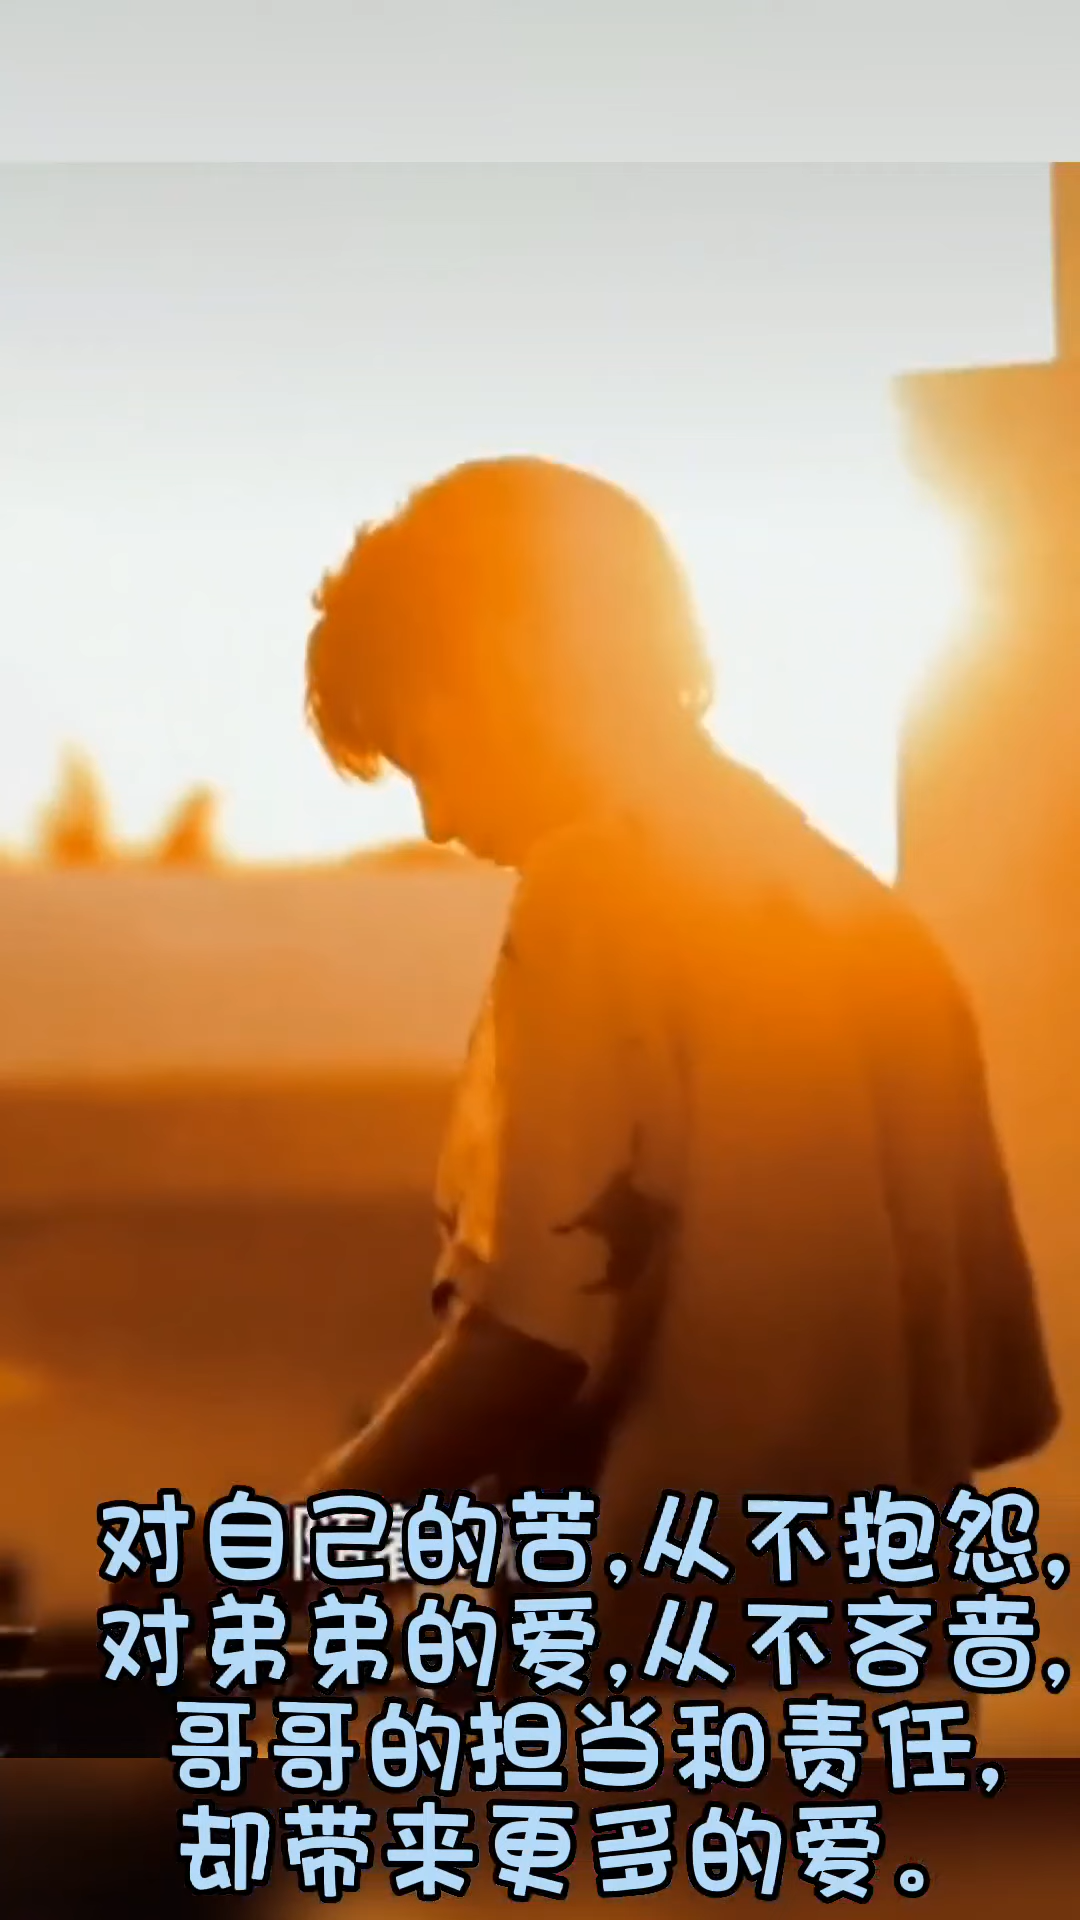 对自己的苦,从不抱怨,
对弟弟的爱,从不吝啬,
哥哥的担当和责任,
却带来更多的爱。